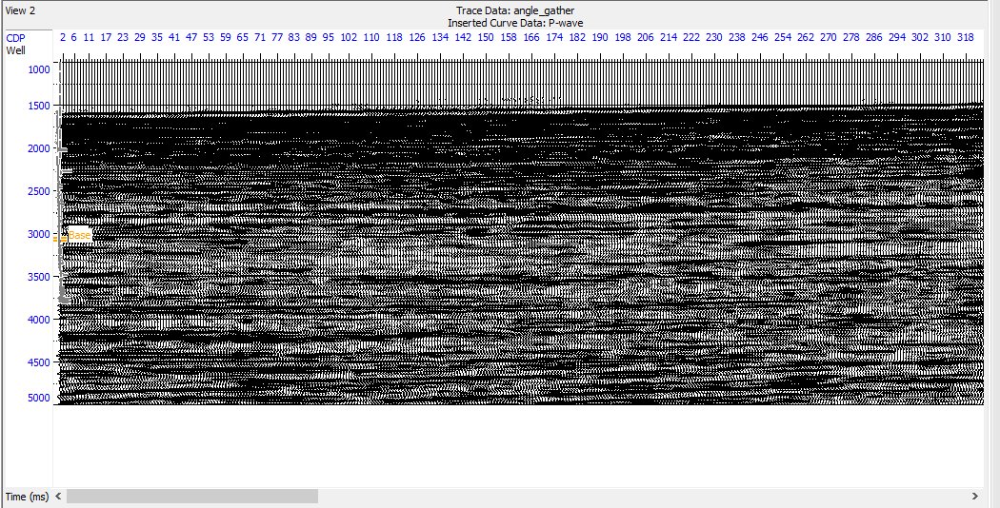 View 2
Trace Data: angle_gather
Inserted Curve Data: P-wave
CDP 2 6 11 17 23 29 35 41 47 53 59 65 71 77 83 89 95 102 110 118 126 134 142 150 158 166 174 182 190 198 206 214 222 230 238 246 254 262 270 278 286 294 302 310 318
Well
1000
1500
2000
2500
3000
Base
3500
4000
4500
5000
Time (ms)